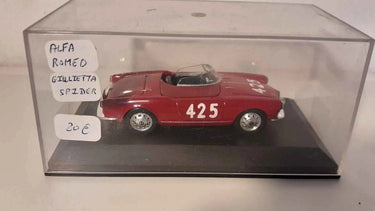 ALFA
ROMEO
GIULIETTA
SPIDER
20 €
425